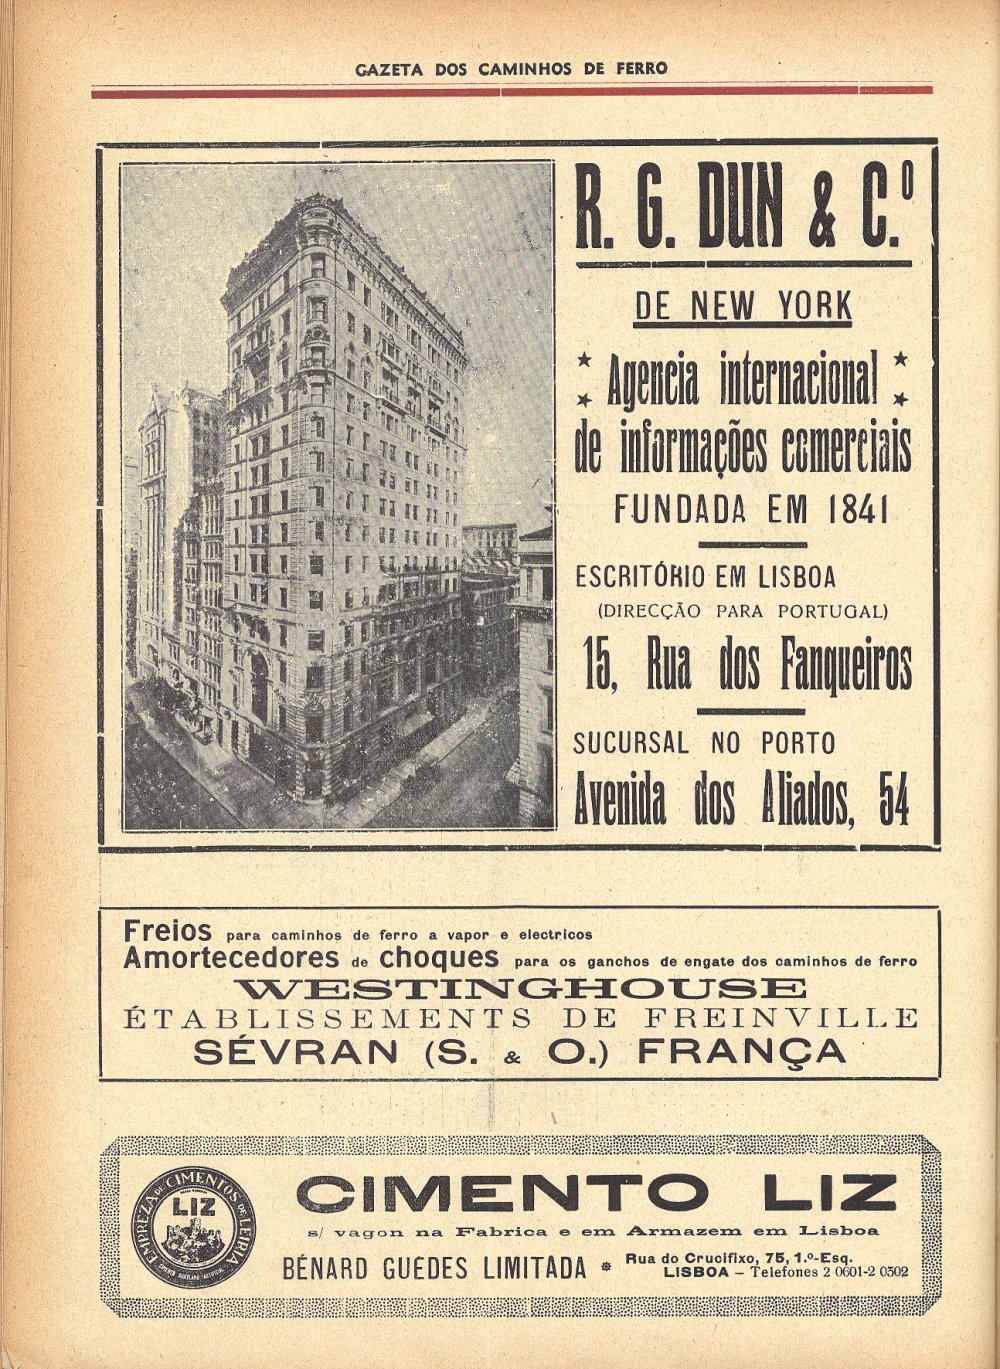 GAZETA DOS CAMINHOS DE FERRO
R. G. DUN & C.º
DE NEW YORK
Agencia internacional
de informações comerciais
FUNDADA EM 1841
ESCRITÓRIO EM LISBOA
(DIRECÇÃO PARA PORTUGAL)
15, Rua dos Fanqueiros
SUCURSAL NO PORTO
Avenida dos Aliados, 54
Freios para caminhos de ferro a vapor e electricos
Amortecedores de choques para os ganchos de engate dos caminhos de ferro
WESTINGHOUSE
ÉTABLISSEMENTS DE FREINVILLE
SÉVRAN (S. & O.) FRANÇA
EMPREZA DE CIMENTOS DE LEIRIA
LIZ
CIMENTO LIZ
s/ vagon na Fabrica e em Armazem em Lisboa
BÉNARD GUEDES LIMITADA * Rua do Crucifixo, 75, 1.º-Esq.
LISBOA – Telefones 2 0601-2 0302